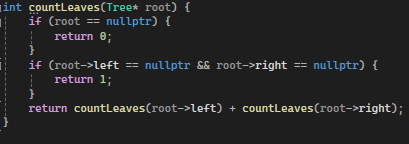 int countLeaves(Tree* root) {
    if (root == nullptr) {
        return 0;
    }
    if (root->left == nullptr && root->right == nullptr) {
        return 1;
    }
    return countLeaves(root->left) + countLeaves(root->right);
}